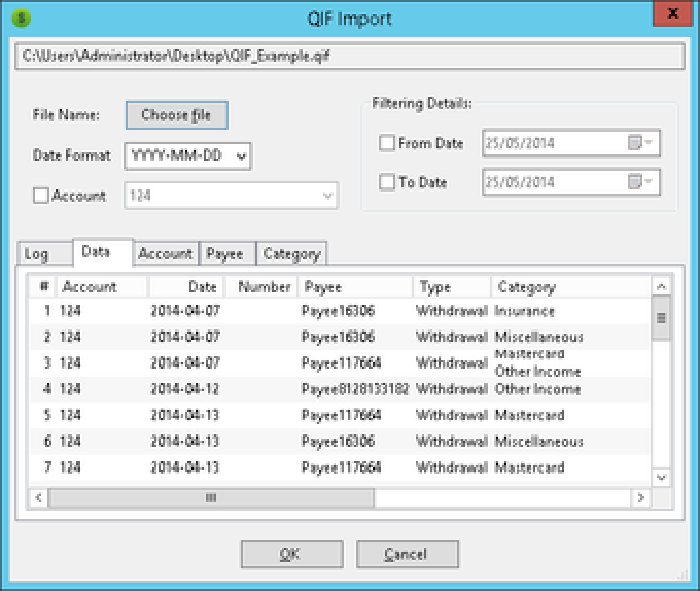 QIF Import
C:\Users\Administrator\Desktop\QIF_Example.qif
File Name: Choose file
Filtering Details:
From Date 25/05/2014
Date Format YYYY-MM-DD
To Date 25/05/2014
Account 124
Log Data Account Payee Category
# Account Date Number Payee Type Category
1 124 2014-04-07 Payee16306 Withdrawal Insurance
2 124 2014-04-07 Payee16306 Withdrawal Miscellaneous
3 124 2014-04-07 Payee117664 Withdrawal Mastercard
Other Income
4 124 2014-04-12 Payee8128133182 Withdrawal Other Income
5 124 2014-04-13 Payee117664 Withdrawal Mastercard
6 124 2014-04-13 Payee16306 Withdrawal Miscellaneous
7 124 2014-04-13 Payee117664 Withdrawal Mastercard
OK Cancel